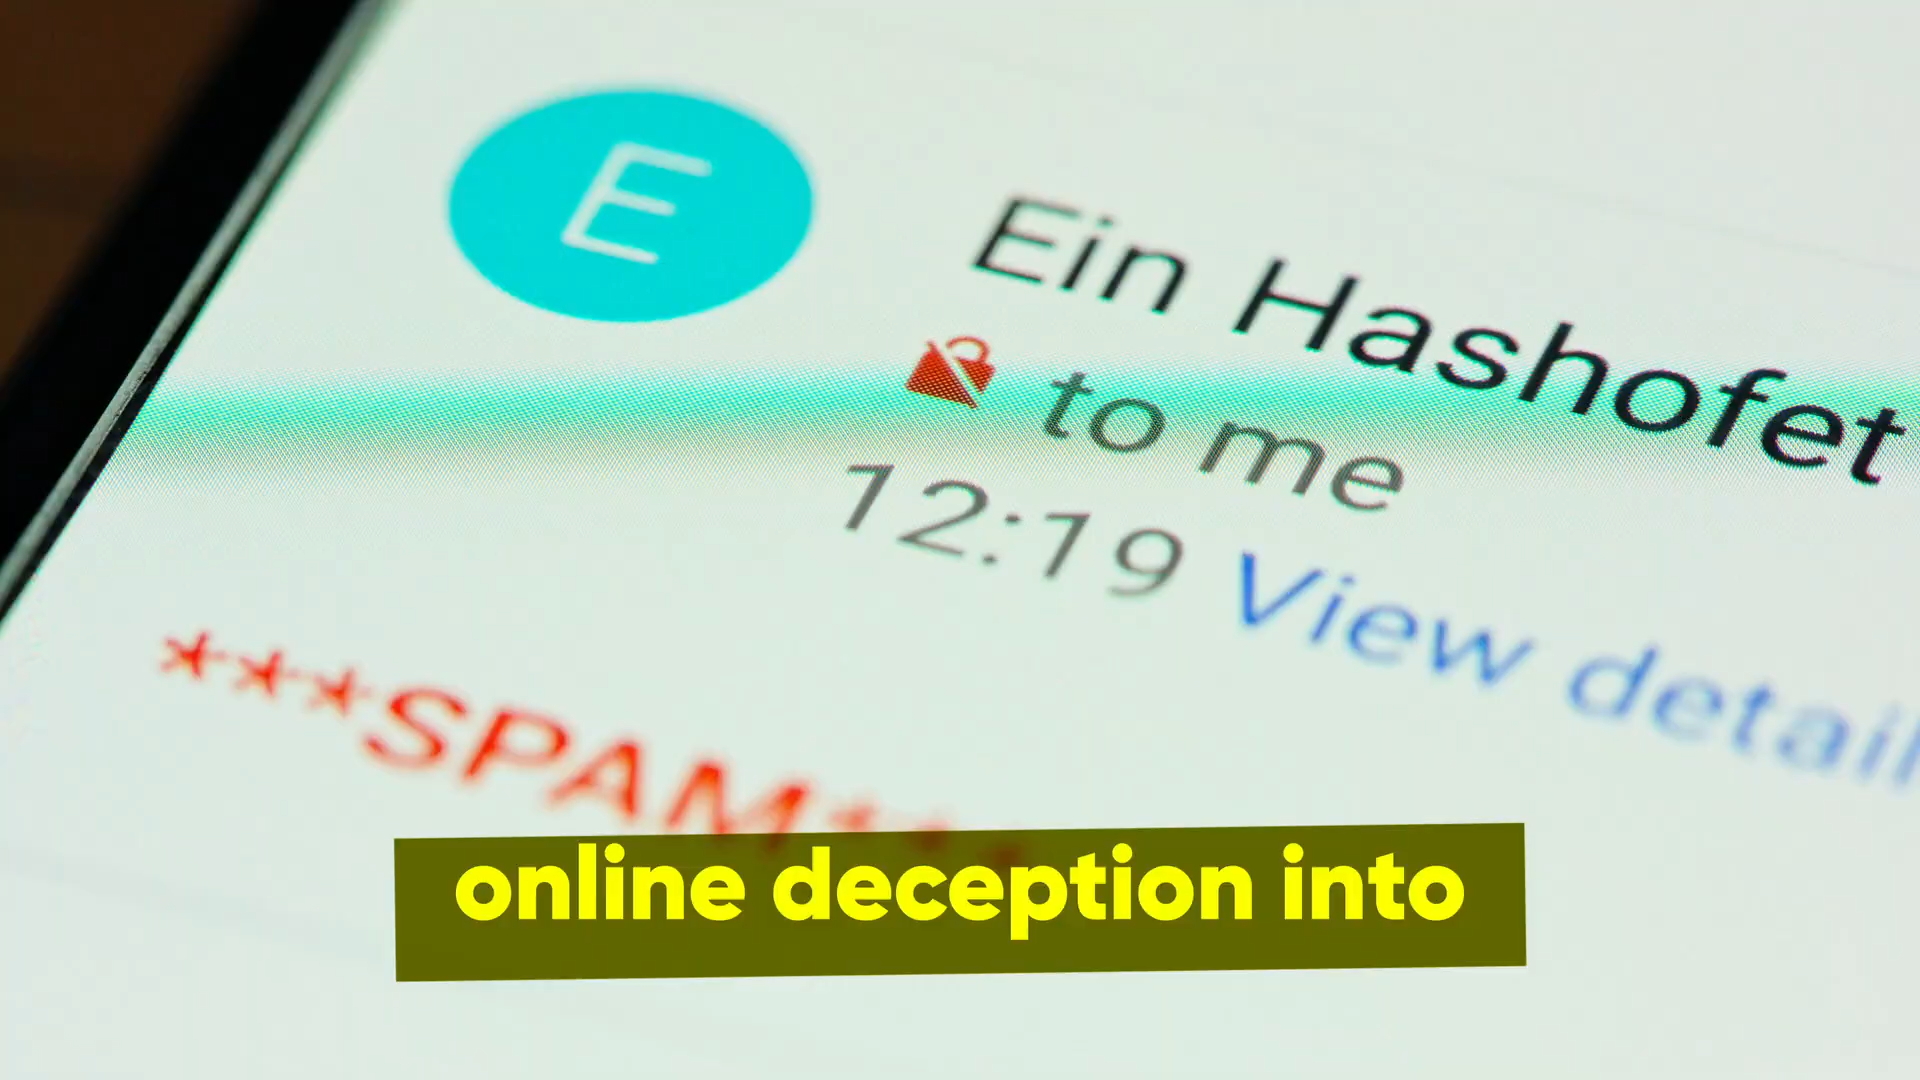 E
Ein Hashofet
to me
12:19 View detail
***SPAM***
online deception into